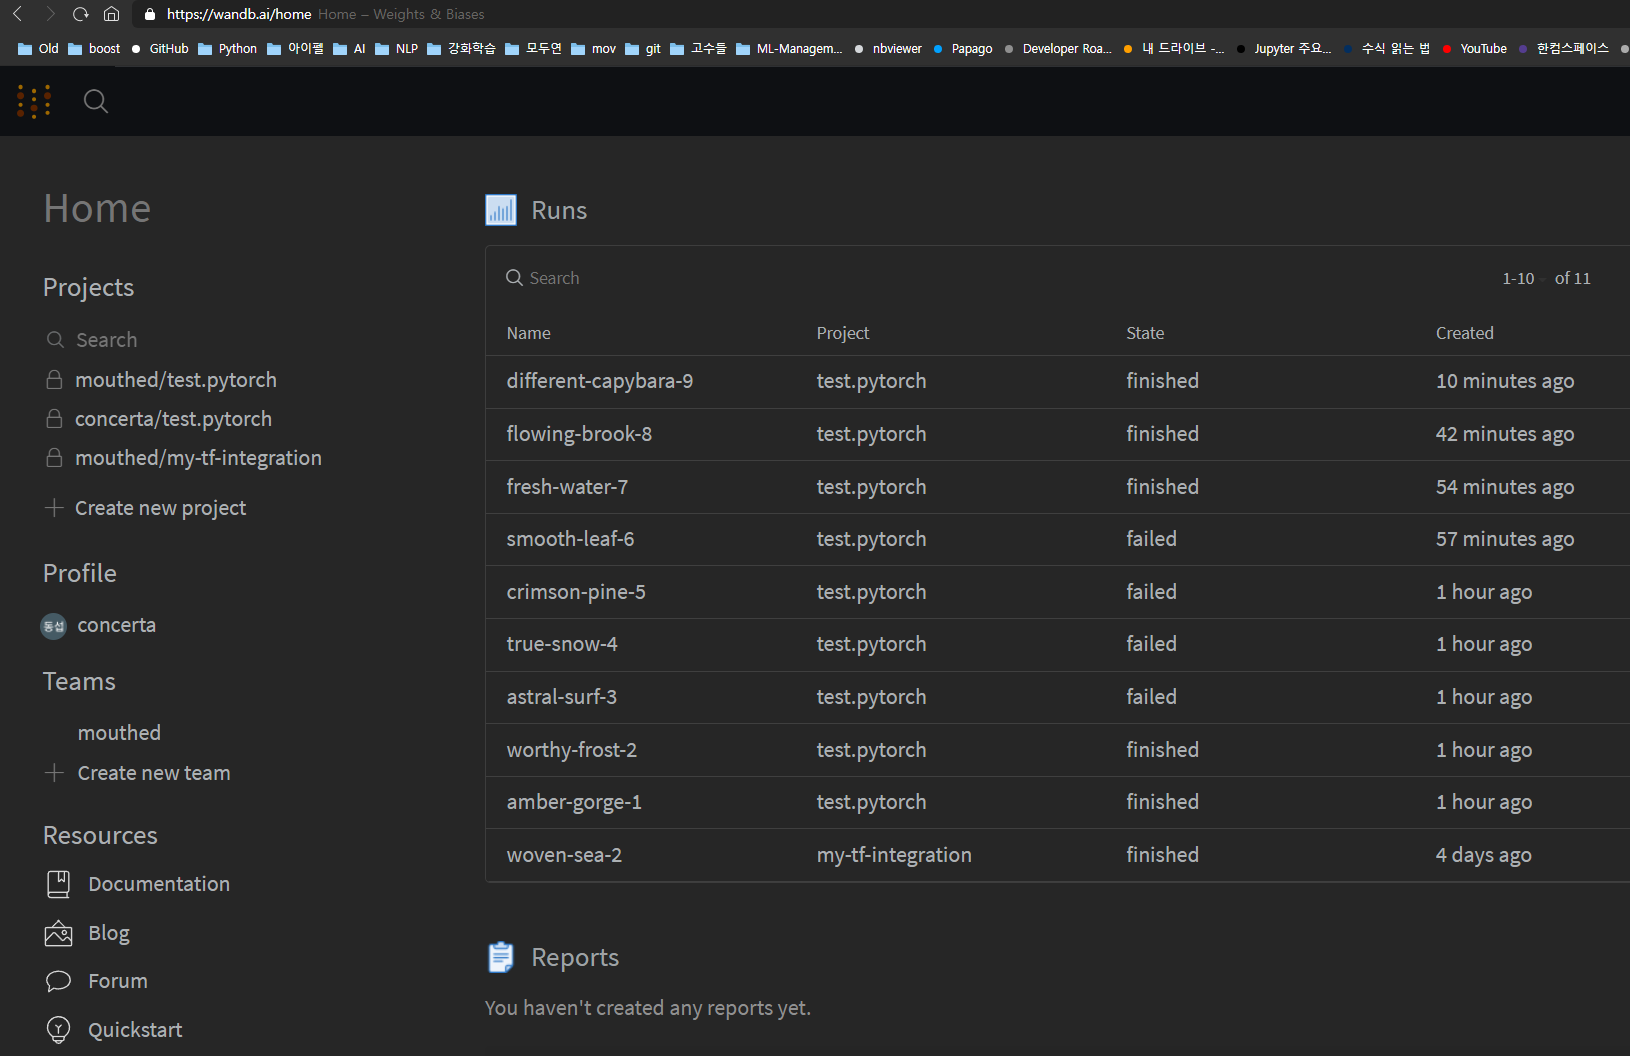 https://wandb.ai/home Home – Weights & Biases
Old boost GitHub Python 아이펠 AI NLP 강화학습 모두연 mov git 고수들 ML-Managem... nbviewer Papago Developer Roa... 내 드라이브 -... Jupyter 주요... 수식 읽는 법 YouTube 한컴스페이스
Home
Projects
Search
mouthed/test.pytorch
concerta/test.pytorch
mouthed/my-tf-integration
Create new project
Profile
동섭 concerta
Teams
mouthed
Create new team
Resources
Documentation
Blog
Forum
Quickstart
Runs
Search 1-10 of 11
Name Project State Created
different-capybara-9 test.pytorch finished 10 minutes ago
flowing-brook-8 test.pytorch finished 42 minutes ago
fresh-water-7 test.pytorch finished 54 minutes ago
smooth-leaf-6 test.pytorch failed 57 minutes ago
crimson-pine-5 test.pytorch failed 1 hour ago
true-snow-4 test.pytorch failed 1 hour ago
astral-surf-3 test.pytorch failed 1 hour ago
worthy-frost-2 test.pytorch finished 1 hour ago
amber-gorge-1 test.pytorch finished 1 hour ago
woven-sea-2 my-tf-integration finished 4 days ago
Reports
You haven't created any reports yet.